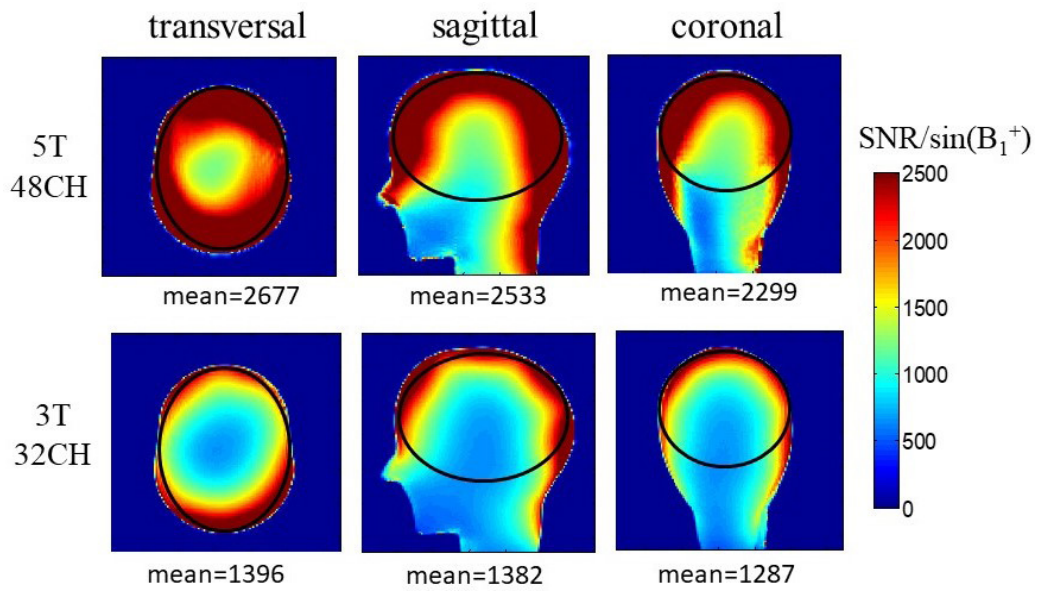 transversal sagittal coronal
5T
48CH
SNR/sin(B₁⁺)
2500
2000
1500
1000
500
0
mean=2677 mean=2533 mean=2299
3T
32CH
mean=1396 mean=1382 mean=1287